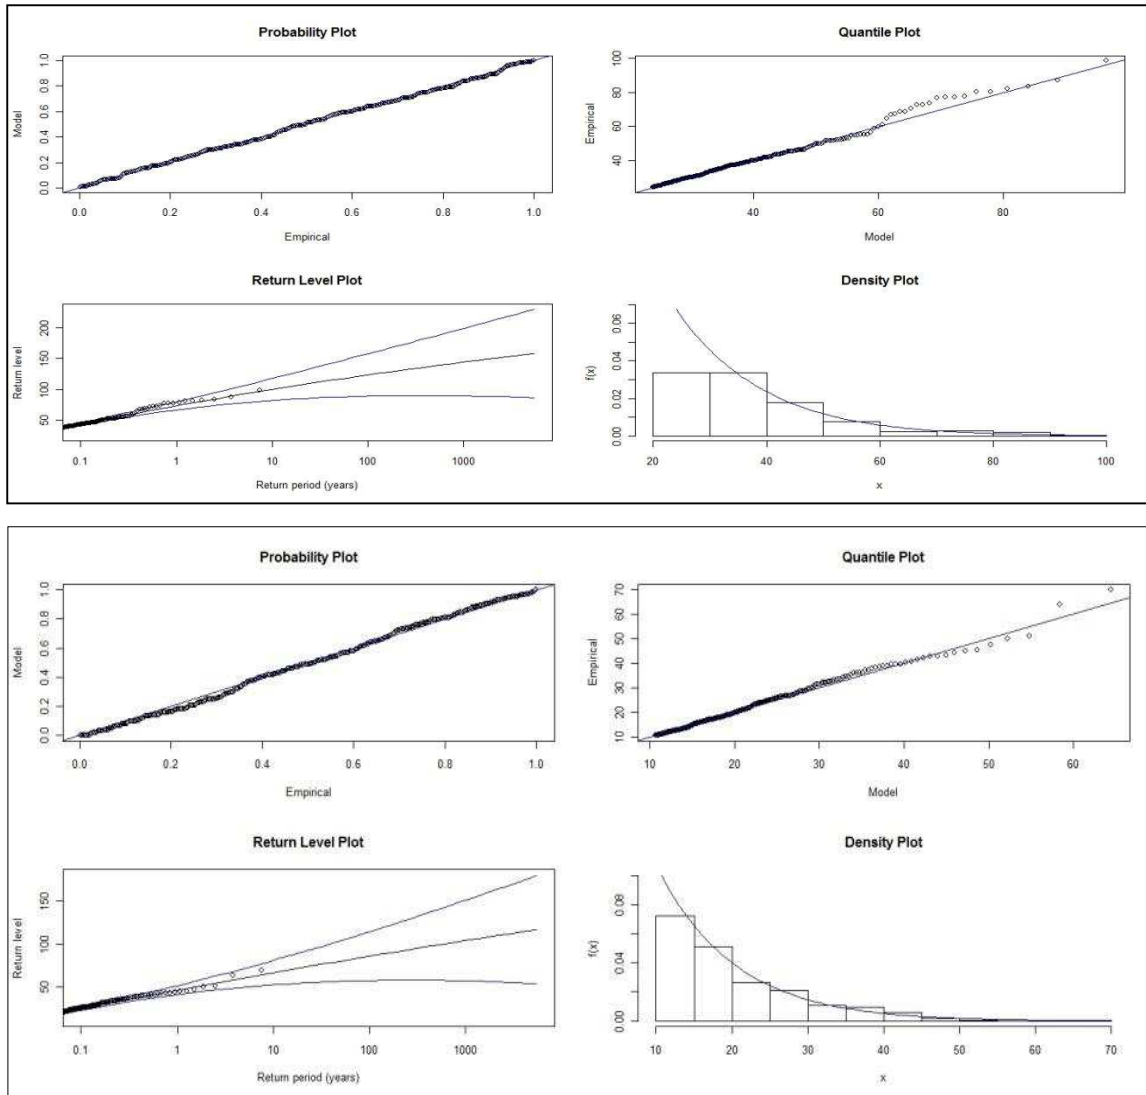 Probability Plot
Model
0.0 0.2 0.4 0.6 0.8 1.0
0.0 0.2 0.4 0.6 0.8 1.0
Empirical
Quantile Plot
Empirical
40 60 80 100
40 60 80
Model
Return Level Plot
Return level
50 100 150 200
0.1 1 10 100 1000
Return period (years)
Density Plot
f(x)
0.00 0.02 0.04 0.06
20 40 60 80 100
x
Probability Plot
Model
0.0 0.2 0.4 0.6 0.8 1.0
0.0 0.2 0.4 0.6 0.8 1.0
Empirical
Quantile Plot
Empirical
10 20 30 40 50 60 70
10 20 30 40 50 60
Model
Return Level Plot
Return level
50 100 150
0.1 1 10 100 1000
Return period (years)
Density Plot
f(x)
0.00 0.04 0.08
10 20 30 40 50 60 70
x